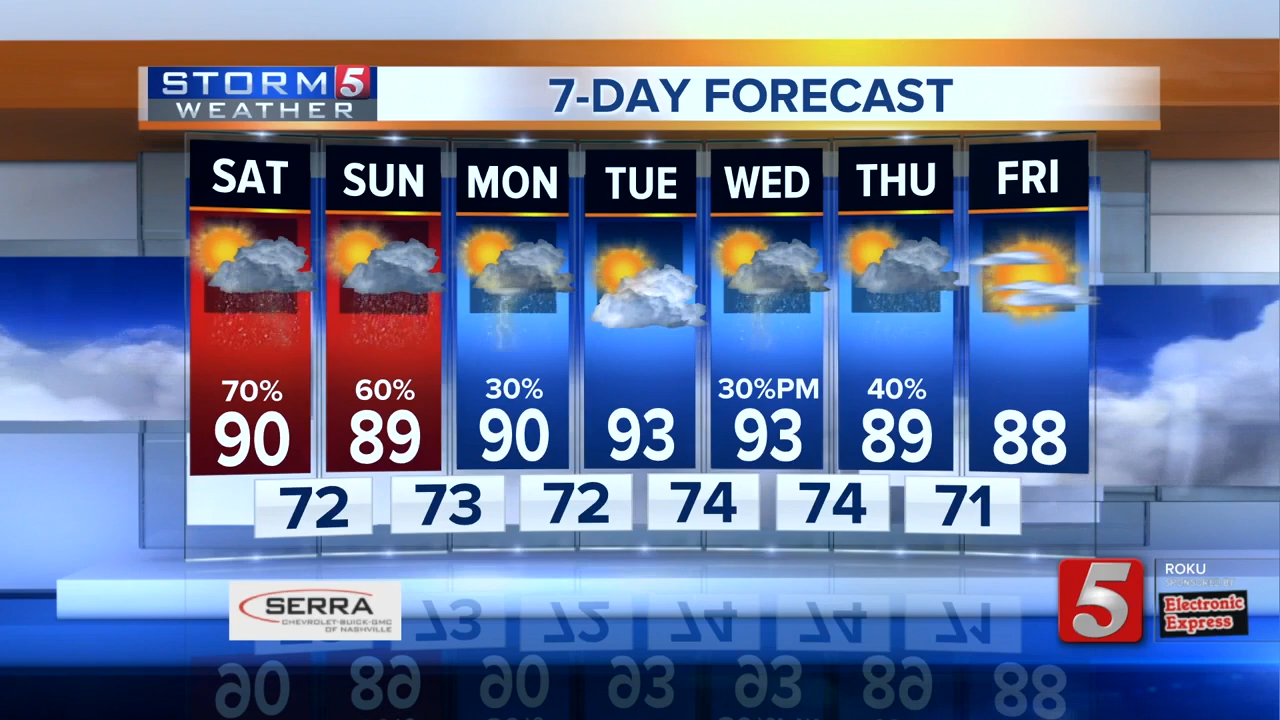 STORM 5
WEATHER
7-DAY FORECAST
SAT SUN MON TUE WED THU FRI
70% 60% 30% 30%PM 40%
90 89 90 93 93 89 88
72 73 72 74 74 71
SERRA
CHEVROLET·BUICK·GMC
OF NASHVILLE
5
ROKU
SPONSORED BY
Electronic
Express